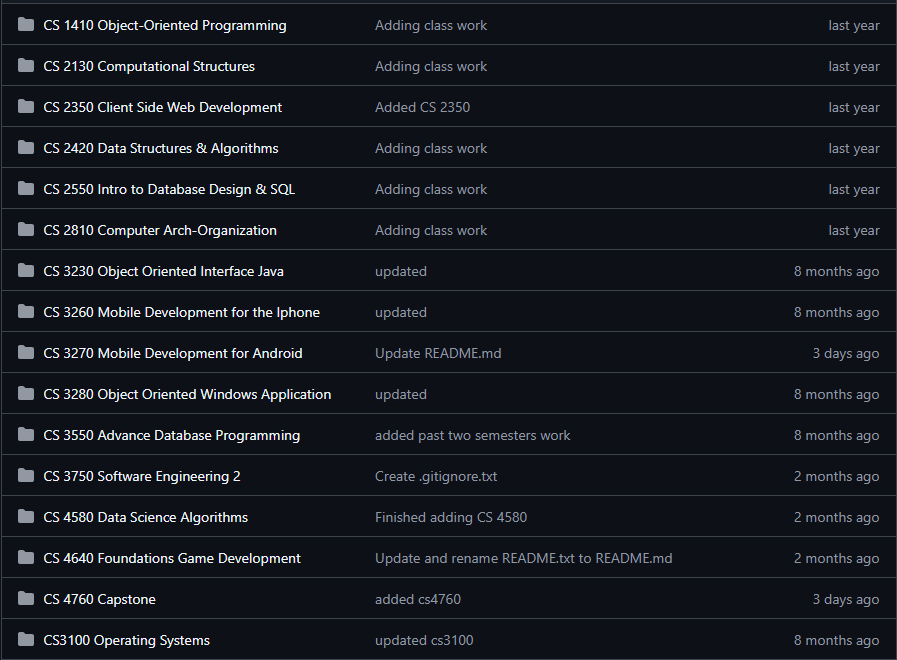 CS 1410 Object-Oriented Programming Adding class work last year
CS 2130 Computational Structures Adding class work last year
CS 2350 Client Side Web Development Added CS 2350 last year
CS 2420 Data Structures & Algorithms Adding class work last year
CS 2550 Intro to Database Design & SQL Adding class work last year
CS 2810 Computer Arch-Organization Adding class work last year
CS 3230 Object Oriented Interface Java updated 8 months ago
CS 3260 Mobile Development for the Iphone updated 8 months ago
CS 3270 Mobile Development for Android Update README.md 3 days ago
CS 3280 Object Oriented Windows Application updated 8 months ago
CS 3550 Advance Database Programming added past two semesters work 8 months ago
CS 3750 Software Engineering 2 Create .gitignore.txt 2 months ago
CS 4580 Data Science Algorithms Finished adding CS 4580 2 months ago
CS 4640 Foundations Game Development Update and rename README.txt to README.md 2 months ago
CS 4760 Capstone added cs4760 3 days ago
CS3100 Operating Systems updated cs3100 8 months ago